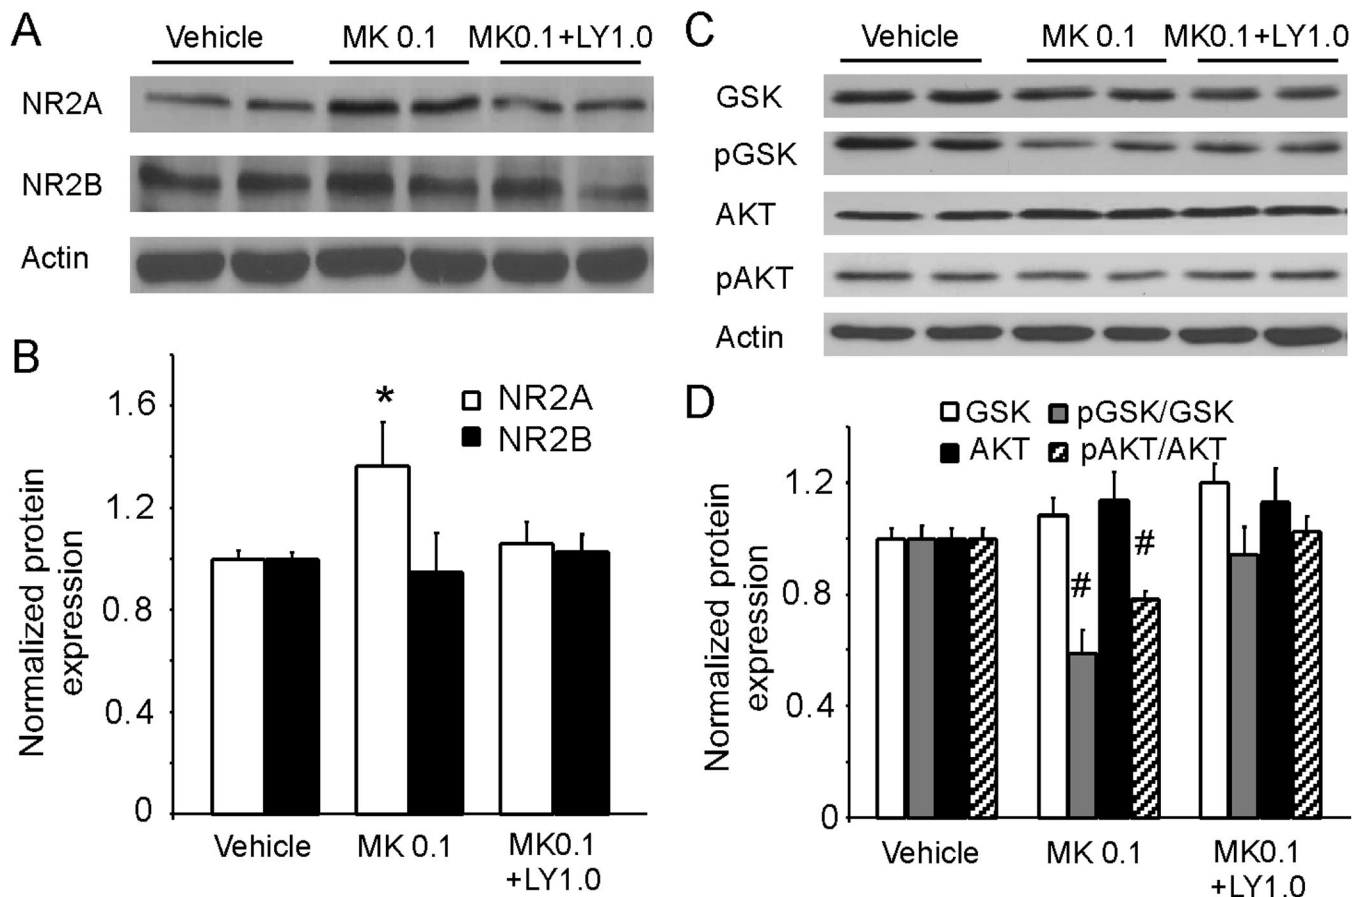 A
Vehicle MK 0.1 MK0.1+LY1.0
NR2A
NR2B
Actin
B
1.6
1.2
0.8
0.4
0
Normalized protein
expression
*
NR2A
NR2B
Vehicle MK 0.1 MK0.1
+LY1.0
C
Vehicle MK 0.1 MK0.1+LY1.0
GSK
pGSK
AKT
pAKT
Actin
D
GSK pGSK/GSK
AKT pAKT/AKT
1.2
0.8
0.4
0
Normalized protein
expression
#
#
Vehicle MK 0.1 MK0.1
+LY1.0